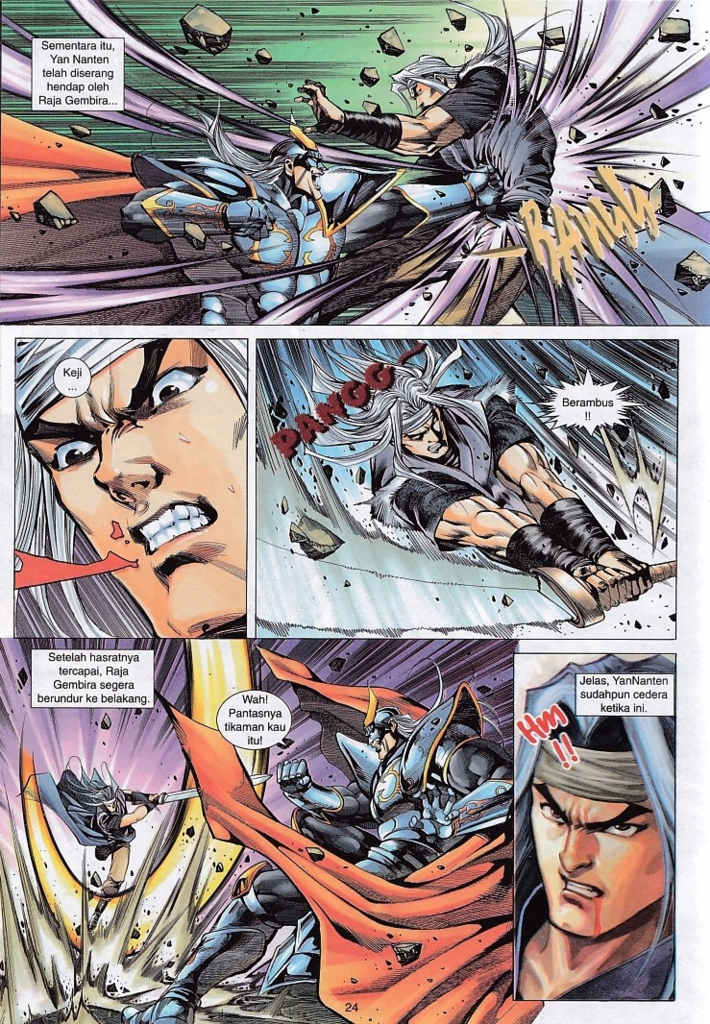 Sementara itu,
Yan Nanten
telah diserang
hendap oleh
Raja Gembira...
BANGG
Keji
...
PANGG
Berambus
!!
Setelah hasratnya
tercapai, Raja
Gembira segera
berundur ke belakang.
Wah!
Pantasnya
tikaman kau
itu!
Jelas, YanNanten
sudahpun cedera
ketika ini.
Hm
!!
24